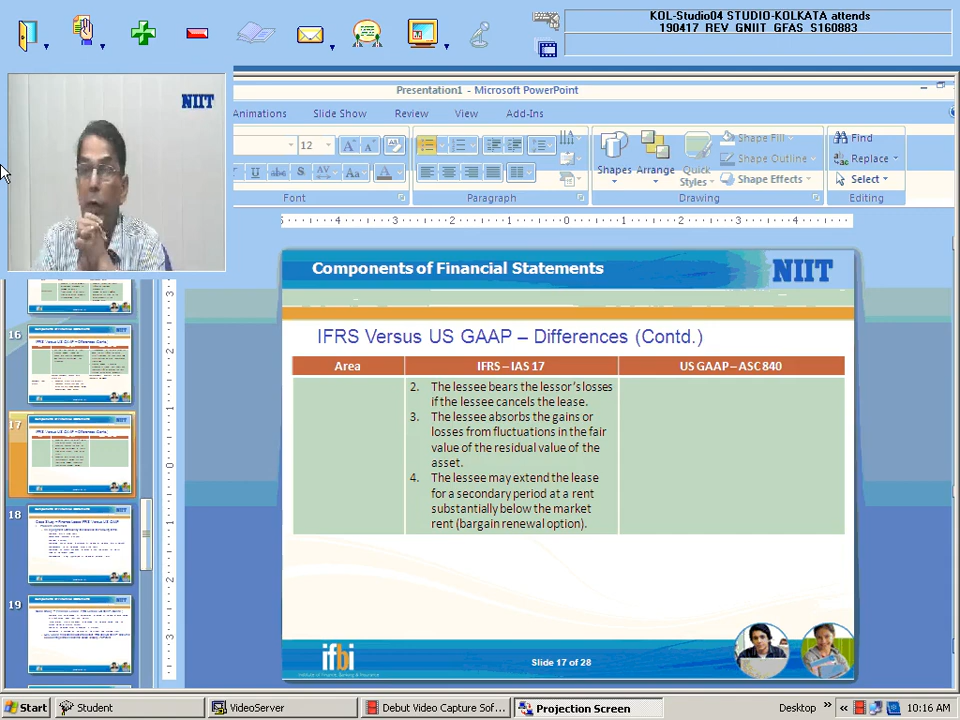 KOL-Studio04 STUDIO-KOLKATA attends
190417 REV GNIIT GFAS S160883
NIIT
Presentation1 - Microsoft PowerPoint
Animations Slide Show Review View Add-Ins
12
Shapes Arrange Quick Styles
Shape Fill
Shape Outline
Shape Effects
Find
Replace
Select
Font Paragraph Drawing Editing
Components of Financial Statements
NIIT
IFRS Versus US GAAP – Differences (Contd.)
Area IFRS – IAS 17 US GAAP – ASC 840
2. The lessee bears the lessor's losses
if the lessee cancels the lease.
3. The lessee absorbs the gains or
losses from fluctuations in the fair
value of the residual value of the
asset.
4. The lessee may extend the lease
for a secondary period at a rent
substantially below the market
rent (bargain renewal option).
ifbi
Institute of Finance, Banking & Insurance
Slide 17 of 28
16
17
18
19
Start Student VideoServer Debut Video Capture Sof... Projection Screen Desktop 10:16 AM